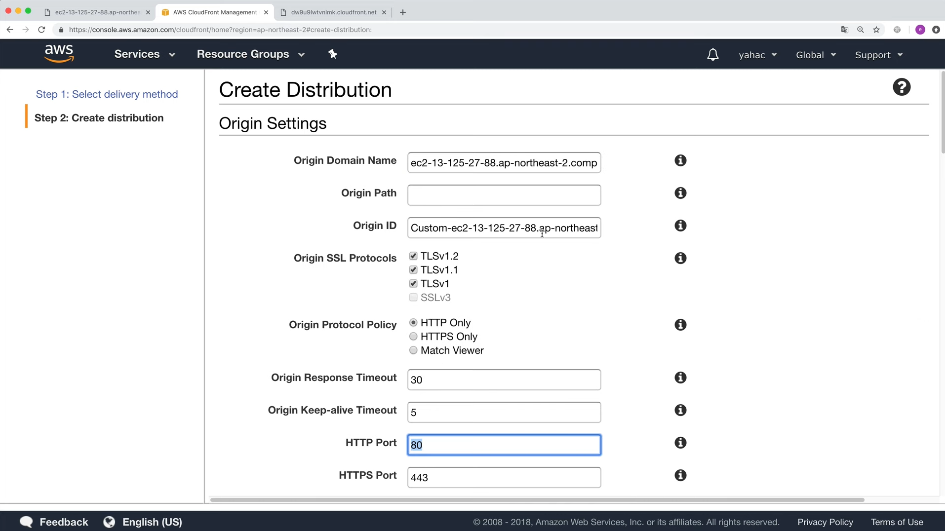 ec2-13-125-27-88.ap-northeast
AWS CloudFront Management
dw9u9lwtvnimk.cloudfront.net
https://console.aws.amazon.com/cloudfront/home?region=ap-northeast-2#create-distribution:
aws
Services
Resource Groups
yahac
Global
Support
Step 1: Select delivery method
Step 2: Create distribution
Create Distribution
Origin Settings
Origin Domain Name
ec2-13-125-27-88.ap-northeast-2.comp
Origin Path
Origin ID
Custom-ec2-13-125-27-88.ap-northeast
Origin SSL Protocols
TLSv1.2
TLSv1.1
TLSv1
SSLv3
Origin Protocol Policy
HTTP Only
HTTPS Only
Match Viewer
Origin Response Timeout
30
Origin Keep-alive Timeout
5
HTTP Port
80
HTTPS Port
443
Feedback
English (US)
© 2008 - 2018, Amazon Web Services, Inc. or its affiliates. All rights reserved.
Privacy Policy
Terms of Use